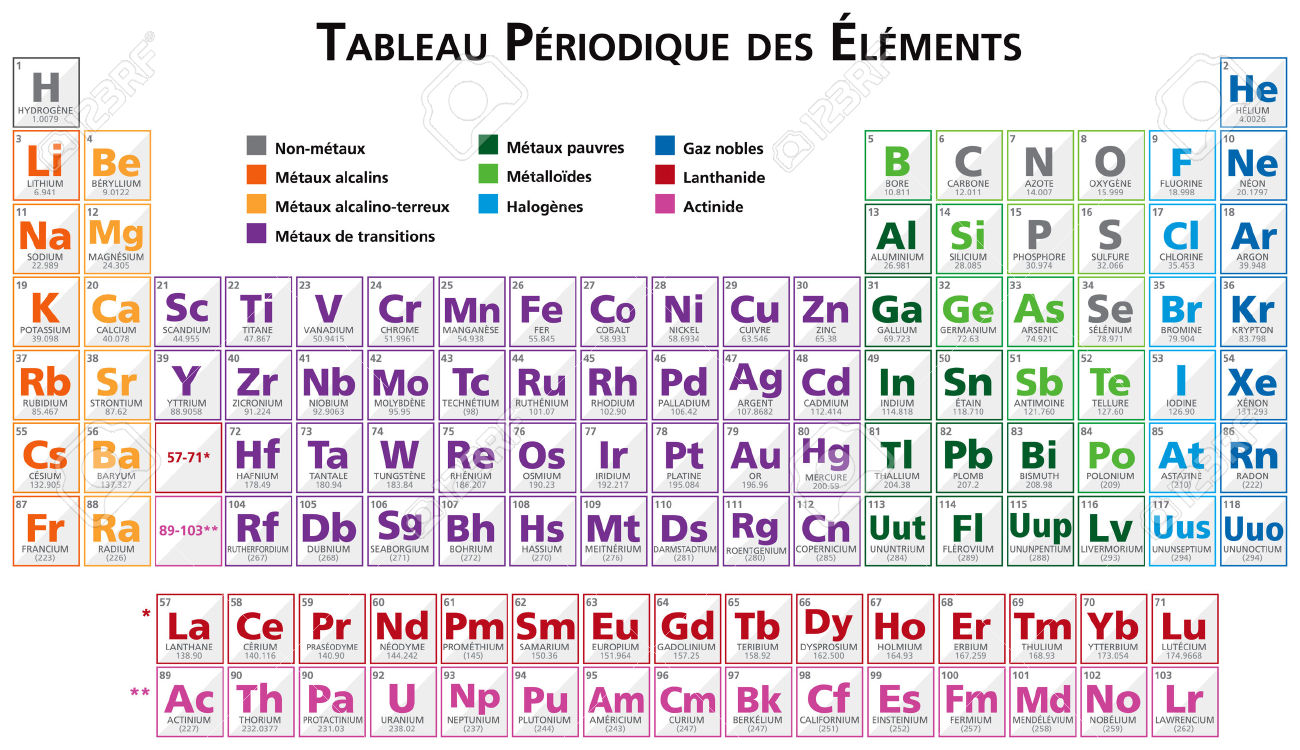 TABLEAU PÉRIODIQUE DES ÉLÉMENTS
1 H HYDROGÈNE 1.0079
2 He HÉLIUM 4.0026
Non-métaux
Métaux alcalins
Métaux alcalino-terreux
Métaux de transitions
Métaux pauvres
Métalloïdes
Halogènes
Gaz nobles
Lanthanide
Actinide
3 Li LITHIUM 6.941
4 Be BÉRYLLIUM 9.0122
5 B BORE 10.811
6 C CARBONE 12.011
7 N AZOTE 14.007
8 O OXYGÈNE 15.999
9 F FLUORINE 18.998
10 Ne NÉON 20.1797
11 Na SODIUM 22.989
12 Mg MAGNÉSIUM 24.305
13 Al ALUMINIUM 26.981
14 Si SILICIUM 28.085
15 P PHOSPHORE 30.974
16 S SULFURE 32.066
17 Cl CHLORINE 35.453
18 Ar ARGON 39.948
19 K POTASSIUM 39.098
20 Ca CALCIUM 40.078
21 Sc SCANDIUM 44.955
22 Ti TITANE 47.867
23 V VANADIUM 50.9415
24 Cr CHROME 51.9961
25 Mn MANGANÈSE 54.938
26 Fe FER 55.845
27 Co COBALT 58.933
28 Ni NICKEL 58.6934
29 Cu CUIVRE 63.546
30 Zn ZINC 65.38
31 Ga GALLIUM 69.723
32 Ge GERMANIUM 72.63
33 As ARSENIC 74.921
34 Se SÉLÉNIUM 78.971
35 Br BROMINE 79.904
36 Kr KRYPTON 83.798
37 Rb RUBIDIUM 85.467
38 Sr STRONTIUM 87.62
39 Y YTTRIUM 88.9058
40 Zr ZICRONIUM 91.224
41 Nb NIOBIUM 92.9063
42 Mo MOLYBDÈNE 95.95
43 Tc TECHNÉTIUM (98)
44 Ru RUTHÉNIUM 101.07
45 Rh RHODIUM 102.90
46 Pd PALLADIUM 106.42
47 Ag ARGENT 107.8682
48 Cd CADMIUM 112.414
49 In INDIUM 114.818
50 Sn ÉTAIN 118.710
51 Sb ANTIMOINE 121.760
52 Te TELLURE 127.60
53 I IODINE 126.90
54 Xe XÉNON 131.293
55 Cs CÉSIUM 132.905
56 Ba BARYUM 137.327
57-71*
72 Hf HAFNIUM 178.49
73 Ta TANTALE 180.94
74 W TUNGSTÈNE 183.84
75 Re RHÉNIUM 186.207
76 Os OSMIUM 190.23
77 Ir IRIDIUM 192.217
78 Pt PLATINE 195.084
79 Au OR 196.96
80 Hg MERCURE 200.59
81 Tl THALLIUM 204.38
82 Pb PLOMB 207.2
83 Bi BISMUTH 208.98
84 Po POLONIUM (209)
85 At ASTATINE (210)
86 Rn RADON (222)
87 Fr FRANCIUM (223)
88 Ra RADIUM (226)
89-103**
104 Rf RUTHERFORDIUM (267)
105 Db DUBNIUM (268)
106 Sg SEABORGIUM (271)
107 Bh BOHRIUM (272)
108 Hs HASSIUM (270)
109 Mt MEITNÉRIUM (276)
110 Ds DARMSTADTIUM (281)
111 Rg ROENTGENIUM (280)
112 Cn COPERNICIUM (285)
113 Uut UNUNTRIUM (284)
114 Fl FLÉROVIUM (289)
115 Uup UNUNPENTIUM (288)
116 Lv LIVERMORIUM (293)
117 Uus UNUNSEPTIUM (294)
118 Uuo UNUNOCTIUM (294)
*
57 La LANTHANE 138.90
58 Ce CÉRIUM 140.116
59 Pr PRASÉODYME 140.90
60 Nd NÉODYME 144.242
61 Pm PROMÉTHIUM (145)
62 Sm SAMARIUM 150.36
63 Eu EUROPIUM 151.964
64 Gd GADOLINIUM 157.25
65 Tb TERIBIUM 158.92
66 Dy DYSPROSIUM 162.500
67 Ho HOLMIUM 164.93
68 Er ERBIUM 167.259
69 Tm THULIUM 168.93
70 Yb YTTERBIUM 173.054
71 Lu LUTÉCIUM 174.9668
**
89 Ac ACTINIUM (227)
90 Th THORIUM 232.0377
90 Pa PROTACTINIUM 231.03
92 U URANIUM 238.02
93 Np NEPTUNIUM (237)
94 Pu PLUTONIUM (244)
95 Am AMÉRICIUM (243)
96 Cm CURIUM (247)
97 Bk BERKÉLIUM (247)
98 Cf CALIFORNIUM (251)
99 Es EINSTEINIUM (252)
100 Fm FERMIUM (257)
101 Md MENDÉLÉVIUM (258)
102 No NOBÉLIUM (259)
103 Lr LAWRENCIUM (262)
123RF